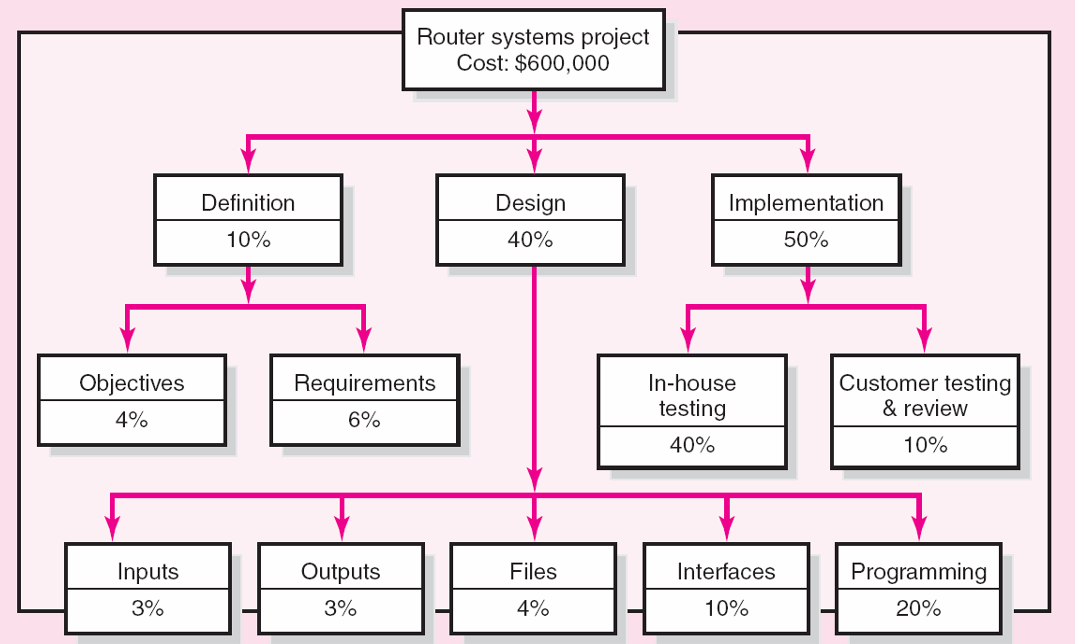 Router systems project
Cost: $600,000
Definition
10%
Design
40%
Implementation
50%
Objectives
4%
Requirements
6%
In-house
testing
40%
Customer testing
& review
10%
Inputs
3%
Outputs
3%
Files
4%
Interfaces
10%
Programming
20%